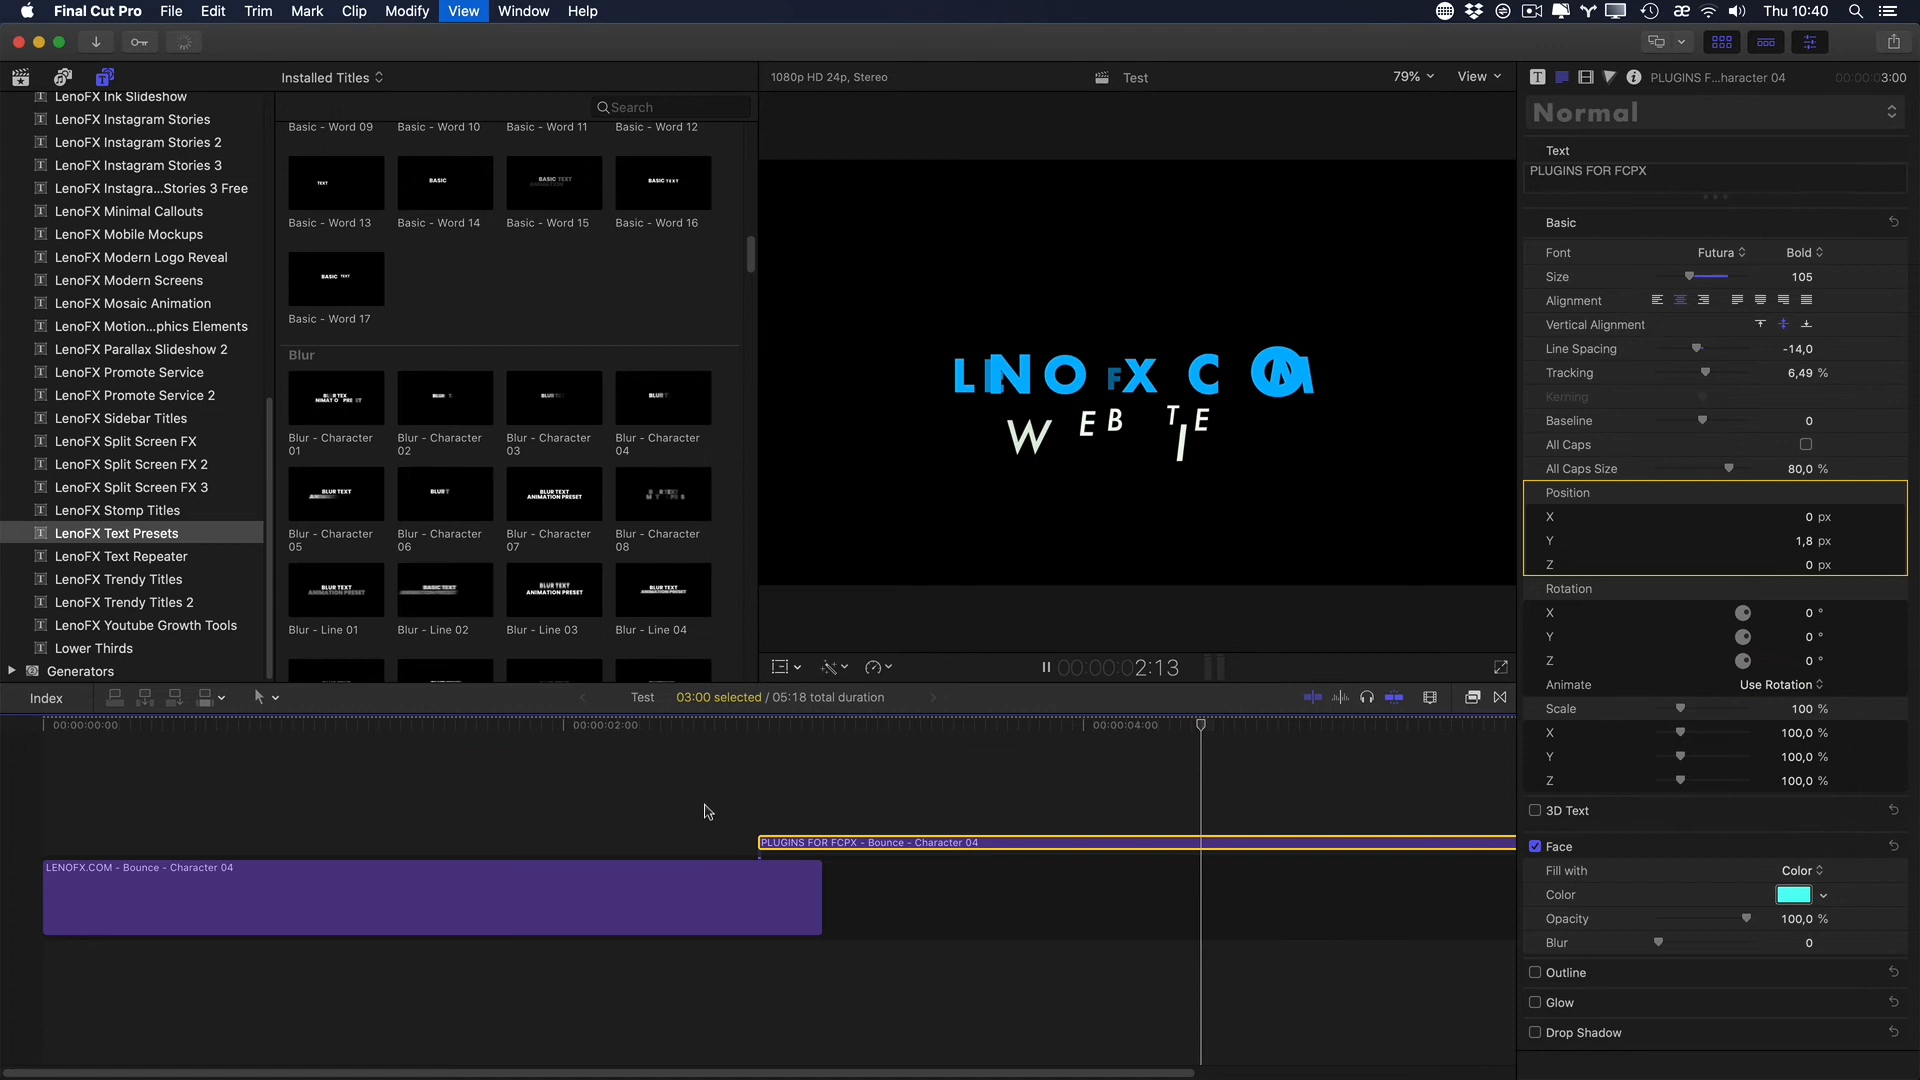 Final Cut Pro File Edit Trim Mark Clip Modify View Window Help
æ Thu 10:40
Installed Titles
1080p HD 24p, Stereo
Test
79% View
PLUGINS F...haracter 04
00:00:03:00
LenoFX Ink Slideshow
LenoFX Instagram Stories
LenoFX Instagram Stories 2
LenoFX Instagram Stories 3
LenoFX Instagra...Stories 3 Free
LenoFX Minimal Callouts
LenoFX Mobile Mockups
LenoFX Modern Logo Reveal
LenoFX Modern Screens
LenoFX Mosaic Animation
LenoFX Motion...phics Elements
LenoFX Parallax Slideshow 2
LenoFX Promote Service
LenoFX Promote Service 2
LenoFX Sidebar Titles
LenoFX Split Screen FX
LenoFX Split Screen FX 2
LenoFX Split Screen FX 3
LenoFX Stomp Titles
LenoFX Text Presets
LenoFX Text Repeater
LenoFX Trendy Titles
LenoFX Trendy Titles 2
LenoFX Youtube Growth Tools
Lower Thirds
Generators
Search
Basic - Word 09 Basic - Word 10 Basic - Word 11 Basic - Word 12
TEXT BASIC BASIC TEXT ANIMATION BASIC TEXT
Basic - Word 13 Basic - Word 14 Basic - Word 15 Basic - Word 16
BASIC TEXT
Basic - Word 17
Blur
Blur - Character 01 Blur - Character 02 Blur - Character 03 Blur - Character 04
BLUR TEXT
BLUR T
BLUR TEXT
ANIMATION PRESET
Blur - Character 05 Blur - Character 06 Blur - Character 07 Blur - Character 08
BLUR TEXT
ANIMATION PRESET
BASIC TEXT
BLUR TEXT
ANIMATION PRESET
BLUR TEXT
ANIMATION PRESET
Blur - Line 01 Blur - Line 02 Blur - Line 03 Blur - Line 04
L NO FX C O
W EB TIE
00:00:02:13
Normal
Text
PLUGINS FOR FCPX
Basic
Font Futura Bold
Size 105
Alignment
Vertical Alignment
Line Spacing -14,0
Tracking 6,49 %
Kerning
Baseline 0
All Caps
All Caps Size 80,0 %
Position
X 0 px
Y 1,8 px
Z 0 px
Rotation
X 0 °
Y 0 °
Z 0 °
Animate Use Rotation
Scale 100 %
X 100,0 %
Y 100,0 %
Z 100,0 %
3D Text
Face
Fill with Color
Color
Opacity 100,0 %
Blur 0
Outline
Glow
Drop Shadow
Index
Test 03:00 selected / 05:18 total duration
00:00:00:00 00:00:02:00 00:00:04:00
PLUGINS FOR FCPX - Bounce - Character 04
LENOFX.COM - Bounce - Character 04